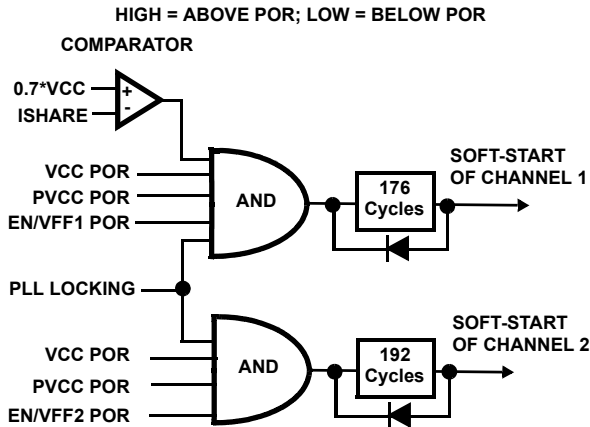 HIGH = ABOVE POR; LOW = BELOW POR
COMPARATOR
0.7*VCC
+
ISHARE
-
SOFT-START
OF CHANNEL 1
VCC POR
PVCC POR
EN/VFF1 POR
AND
176
Cycles
PLL LOCKING
SOFT-START
OF CHANNEL 2
VCC POR
PVCC POR
EN/VFF2 POR
AND
192
Cycles